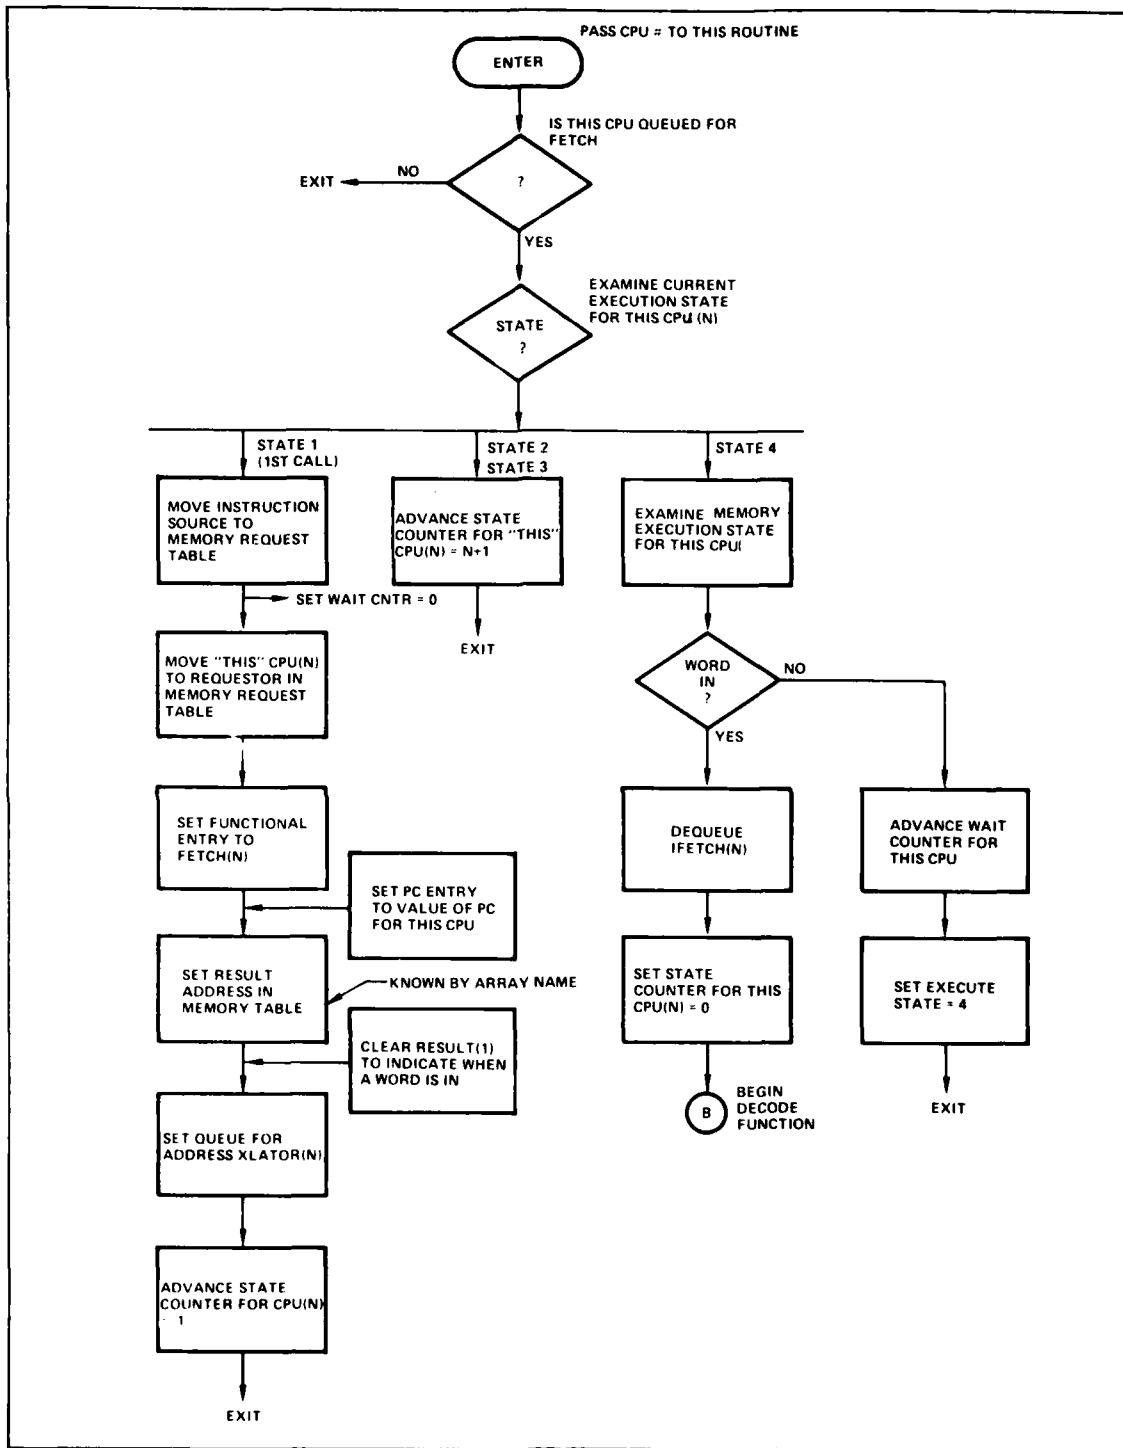 PASS CPU = TO THIS ROUTINE
ENTER
IS THIS CPU QUEUED FOR
FETCH
?
NO
EXIT
YES
EXAMINE CURRENT
EXECUTION STATE
FOR THIS CPU (N)
STATE
?
STATE 1
(1ST CALL)
MOVE INSTRUCTION
SOURCE TO
MEMORY REQUEST
TABLE
SET WAIT CNTR = 0
MOVE "THIS" CPU(N)
TO REQUESTOR IN
MEMORY REQUEST
TABLE
SET FUNCTIONAL
ENTRY TO
FETCH(N)
SET PC ENTRY
TO VALUE OF PC
FOR THIS CPU
SET RESULT
ADDRESS IN
MEMORY TABLE
KNOWN BY ARRAY NAME
CLEAR RESULT(1)
TO INDICATE WHEN
A WORD IS IN
SET QUEUE FOR
ADDRESS XLATOR(N)
ADVANCE STATE
COUNTER FOR CPU(N)
1
EXIT
STATE 2
STATE 3
ADVANCE STATE
COUNTER FOR "THIS"
CPU(N) = N+1
EXIT
STATE 4
EXAMINE MEMORY
EXECUTION STATE
FOR THIS CPU(
WORD
IN
?
NO
YES
DEQUEUE
IFETCH(N)
SET STATE
COUNTER FOR THIS
CPU(N) = 0
B
BEGIN
DECODE
FUNCTION
ADVANCE WAIT
COUNTER FOR
THIS CPU
SET EXECUTE
STATE = 4
EXIT